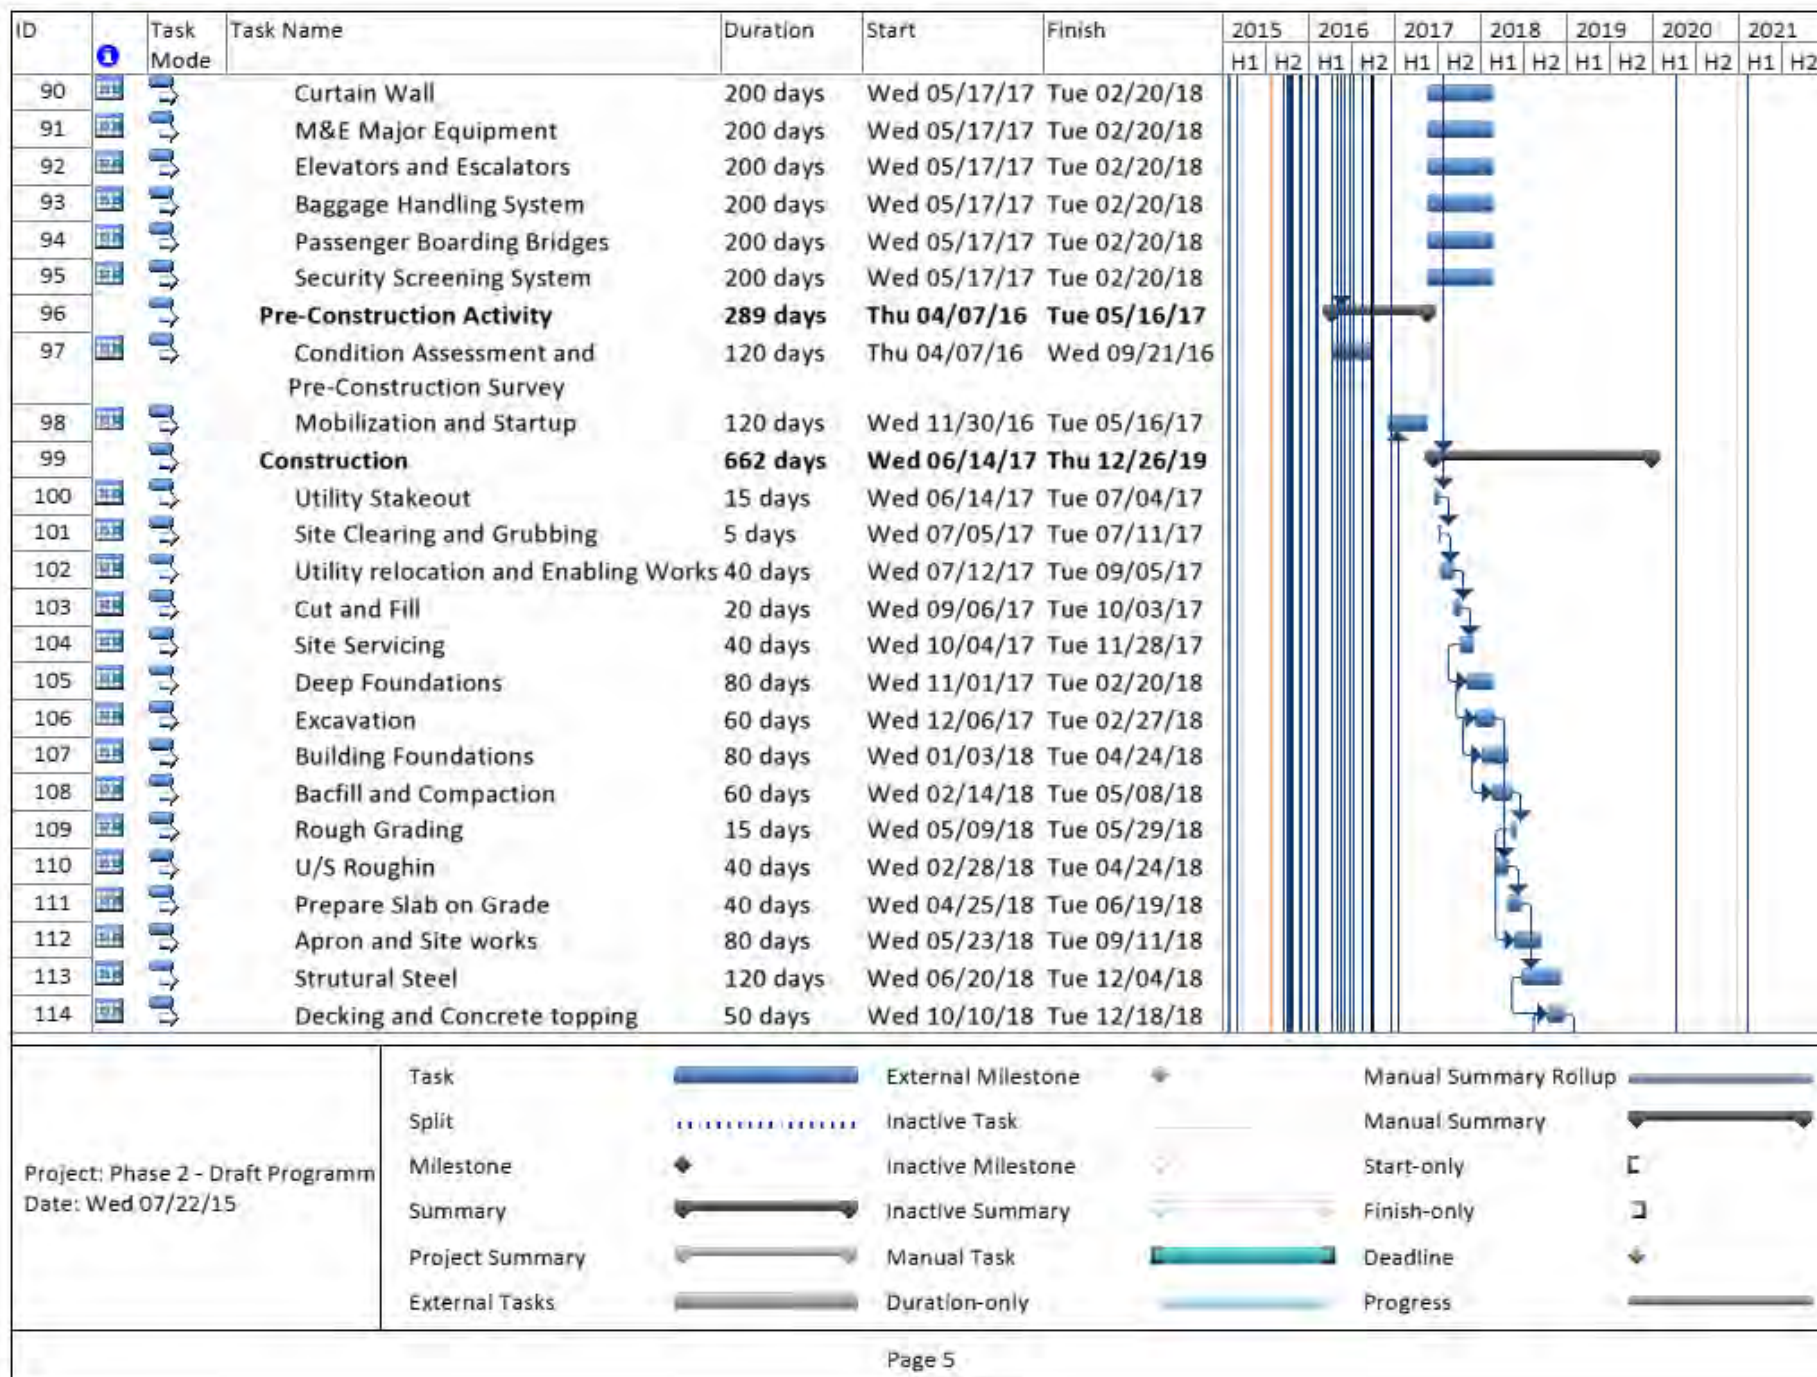 ID Task Task Name Duration Start Finish 2015 2016 2017 2018 2019 2020 2021
Mode H1 H2 H1 H2 H1 H2 H1 H2 H1 H2 H1 H2 H1 H2
90 Curtain Wall 200 days Wed 05/17/17 Tue 02/20/18
91 M&E Major Equipment 200 days Wed 05/17/17 Tue 02/20/18
92 Elevators and Escalators 200 days Wed 05/17/17 Tue 02/20/18
93 Baggage Handling System 200 days Wed 05/17/17 Tue 02/20/18
94 Passenger Boarding Bridges 200 days Wed 05/17/17 Tue 02/20/18
95 Security Screening System 200 days Wed 05/17/17 Tue 02/20/18
96 Pre-Construction Activity 289 days Thu 04/07/16 Tue 05/16/17
97 Condition Assessment and 120 days Thu 04/07/16 Wed 09/21/16
Pre-Construction Survey
98 Mobilization and Startup 120 days Wed 11/30/16 Tue 05/16/17
99 Construction 662 days Wed 06/14/17 Thu 12/26/19
100 Utility Stakeout 15 days Wed 06/14/17 Tue 07/04/17
101 Site Clearing and Grubbing 5 days Wed 07/05/17 Tue 07/11/17
102 Utility relocation and Enabling Works 40 days Wed 07/12/17 Tue 09/05/17
103 Cut and Fill 20 days Wed 09/06/17 Tue 10/03/17
104 Site Servicing 40 days Wed 10/04/17 Tue 11/28/17
105 Deep Foundations 80 days Wed 11/01/17 Tue 02/20/18
106 Excavation 60 days Wed 12/06/17 Tue 02/27/18
107 Building Foundations 80 days Wed 01/03/18 Tue 04/24/18
108 Bacfill and Compaction 60 days Wed 02/14/18 Tue 05/08/18
109 Rough Grading 15 days Wed 05/09/18 Tue 05/29/18
110 U/S Roughin 40 days Wed 02/28/18 Tue 04/24/18
111 Prepare Slab on Grade 40 days Wed 04/25/18 Tue 06/19/18
112 Apron and Site works 80 days Wed 05/23/18 Tue 09/11/18
113 Strutural Steel 120 days Wed 06/20/18 Tue 12/04/18
114 Decking and Concrete topping 50 days Wed 10/10/18 Tue 12/18/18
Project: Phase 2 - Draft Programm
Date: Wed 07/22/15
Task External Milestone Manual Summary Rollup
Split Inactive Task Manual Summary
Milestone Inactive Milestone Start-only
Summary Inactive Summary Finish-only
Project Summary Manual Task Deadline
External Tasks Duration-only Progress
Page 5